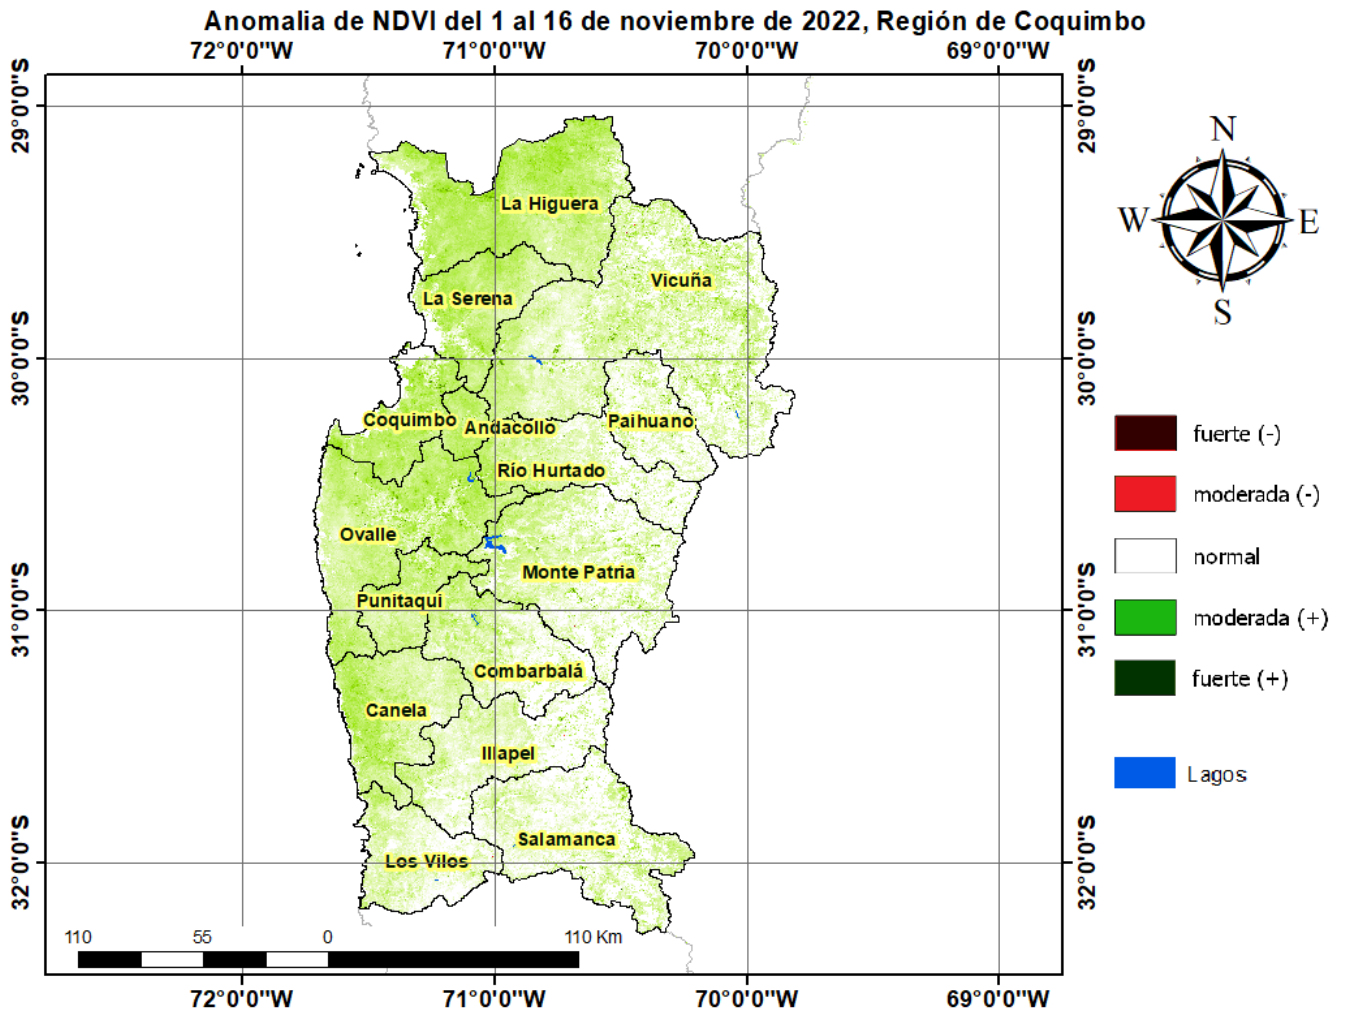 Anomalia de NDVI del 1 al 16 de noviembre de 2022, Región de Coquimbo
72°0'0"W 71°0'0"W 70°0'0"W 69°0'0"W
29°0'0"S 29°0'0"S
N
W E
S
La Higuera
Vicuña
La Serena
30°0'0"S 30°0'0"S
Coquimbo
Andacollo
Paihuano
Río Hurtado
Ovalle
Monte Patria
Punitaqui
31°0'0"S 31°0'0"S
Combarbalá
Canela
Illapel
Salamanca
Los Vilos
32°0'0"S 32°0'0"S
fuerte (-)
moderada (-)
normal
moderada (+)
fuerte (+)
Lagos
110 55 0 110 Km
72°0'0"W 71°0'0"W 70°0'0"W 69°0'0"W